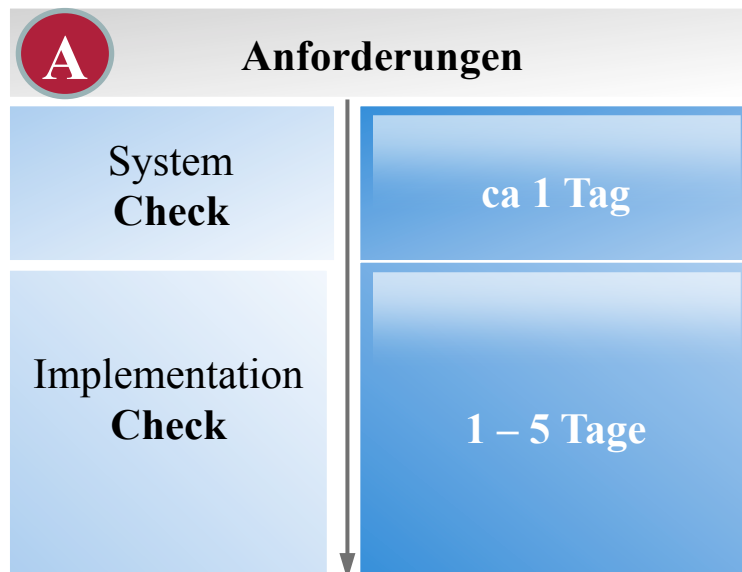 A
Anforderungen
System
Check
ca 1 Tag
Implementation
Check
1 – 5 Tage